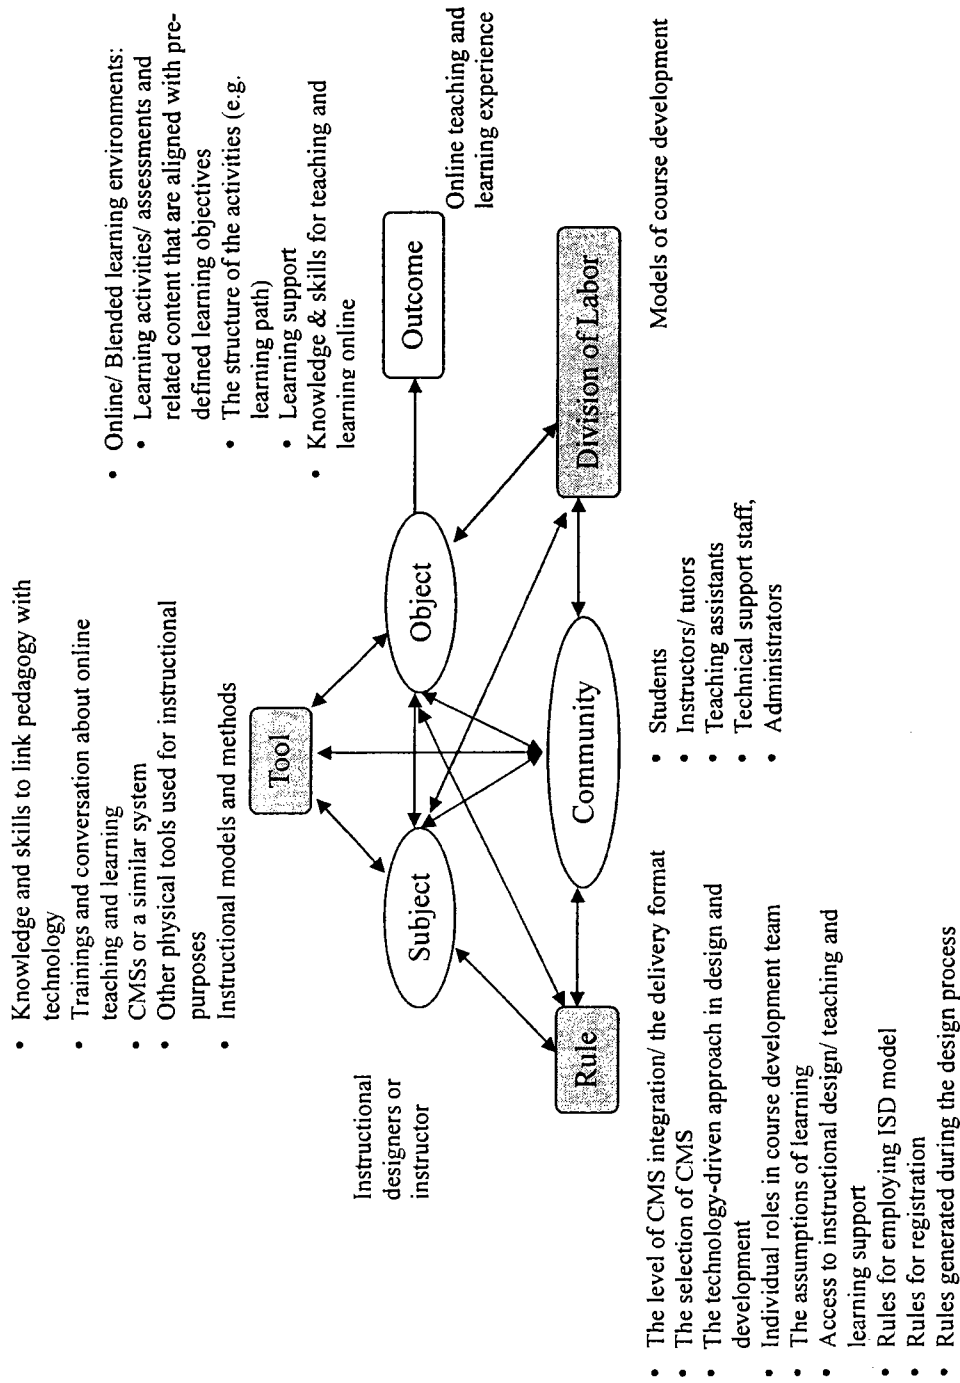 • Knowledge and skills to link pedagogy with
technology
• Trainings and conversation about online
teaching and learning
• CMSs or a similar system
• Other physical tools used for instructional
purposes
• Instructional models and methods
• Online/ Blended learning environments:
• Learning activities/ assessments and
related content that are aligned with pre-
defined learning objectives
• The structure of the activities (e.g.
learning path)
• Learning support
• Knowledge & skills for teaching and
learning online
Tool
Instructional
designers or
instructor
Subject
Object
Outcome
Online teaching and
learning experience
Rule
Community
Division of Labor
• The level of CMS integration/ the delivery format
• The selection of CMS
• The technology-driven approach in design and
development
• Individual roles in course development team
• The assumptions of learning
• Access to instructional design/ teaching and
learning support
• Rules for employing ISD model
• Rules for registration
• Rules generated during the design process
• Students
• Instructors/ tutors
• Teaching assistants
• Technical support staff,
• Administrators
Models of course development